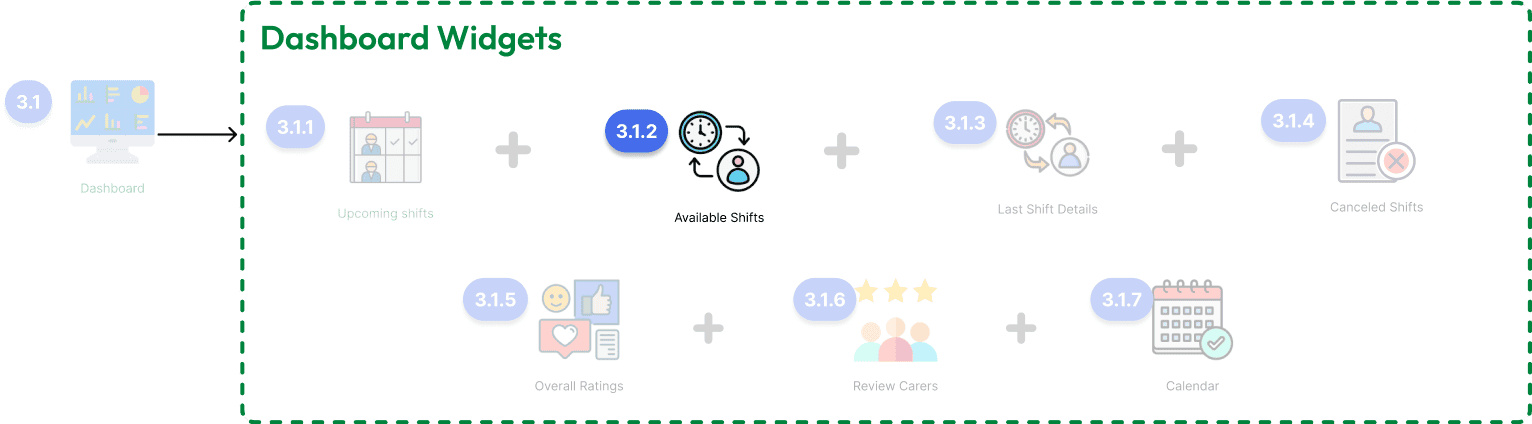 Dashboard Widgets
3.1
Dashboard
3.1.1
Upcoming shifts
3.1.2
Available Shifts
3.1.3
Last Shift Details
3.1.4
Canceled Shifts
3.1.5
Overall Ratings
3.1.6
Review Carers
3.1.7
Calendar